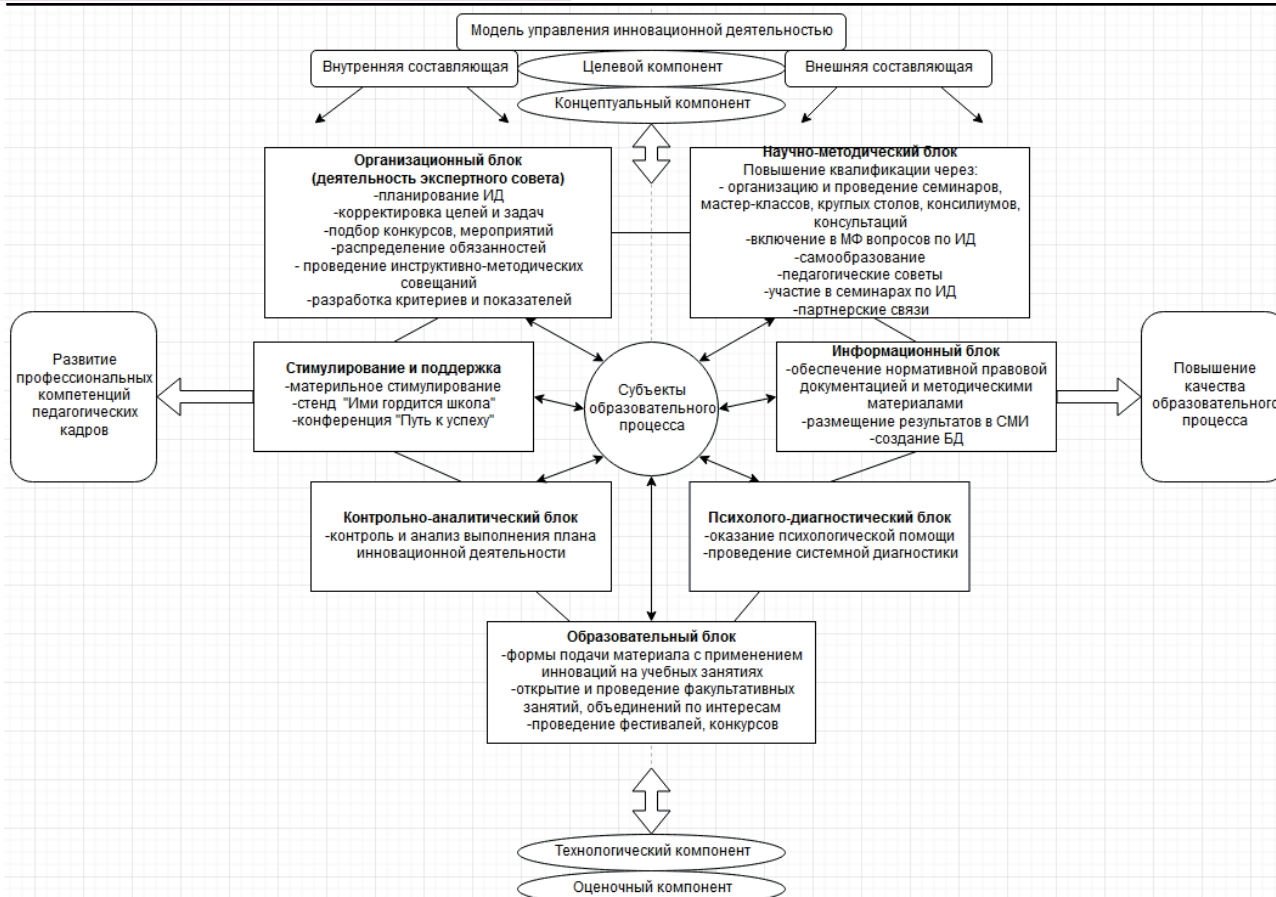 Модель управления инновационной деятельностью
Внутренняя составляющая
Целевой компонент
Внешняя составляющая
Концептуальный компонент
Организационный блок
(деятельность экспертного совета)
-планирование ИД
-корректировка целей и задач
-подбор конкурсов, мероприятий
-распределение обязанностей
- проведение инструктивно-методических
совещаний
-разработка критериев и показателей
Научно-методический блок
Повышение квалификации через:
- организацию и проведение семинаров,
мастер-классов, круглых столов, консилиумов,
консультаций
-включение в МФ вопросов по ИД
-самообразование
-педагогические советы
-участие в семинарах по ИД
-партнерские связи
Развитие
профессиональных
компетенций
педагогических
кадров
Стимулирование и поддержка
-материльное стимулирование
-стенд "Ими гордится школа"
-конференция "Путь к успеху"
Субъекты
образовательного
процесса
Информационный блок
-обеспечение нормативной правовой
документацией и методическими
материалами
-размещение результатов в СМИ
-создание БД
Повышение
качества
образовательного
процесса
Контрольно-аналитический блок
-контроль и анализ выполнения плана
инновационной деятельности
Психолого-диагностический блок
-оказание психологической помощи
-проведение системной диагностики
Образовательный блок
-формы подачи материала с применением
инноваций на учебных занятиях
-открытие и проведение факультативных
занятий, объединений по интересам
-проведение фестивалей, конкурсов
Технологический компонент
Оценочный компонент